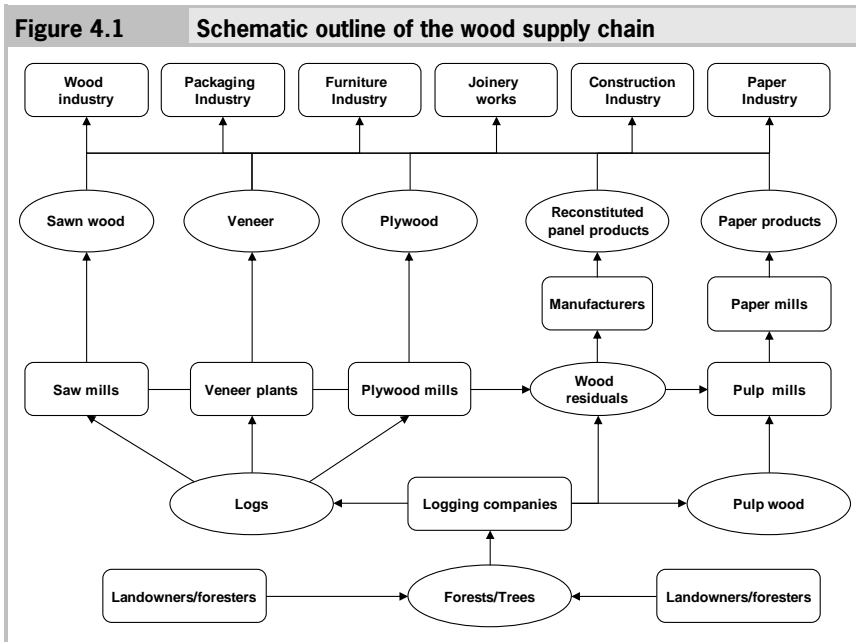 Figure 4.1 Schematic outline of the wood supply chain
Wood
industry
Packaging
Industry
Furniture
Industry
Joinery
works
Construction
Industry
Paper
Industry
Sawn wood
Veneer
Plywood
Reconstituted
panel products
Paper products
Manufacturers
Paper mills
Saw mills
Veneer plants
Plywood mills
Wood
residuals
Pulp mills
Logs
Logging companies
Pulp wood
Landowners/foresters
Forests/Trees
Landowners/foresters